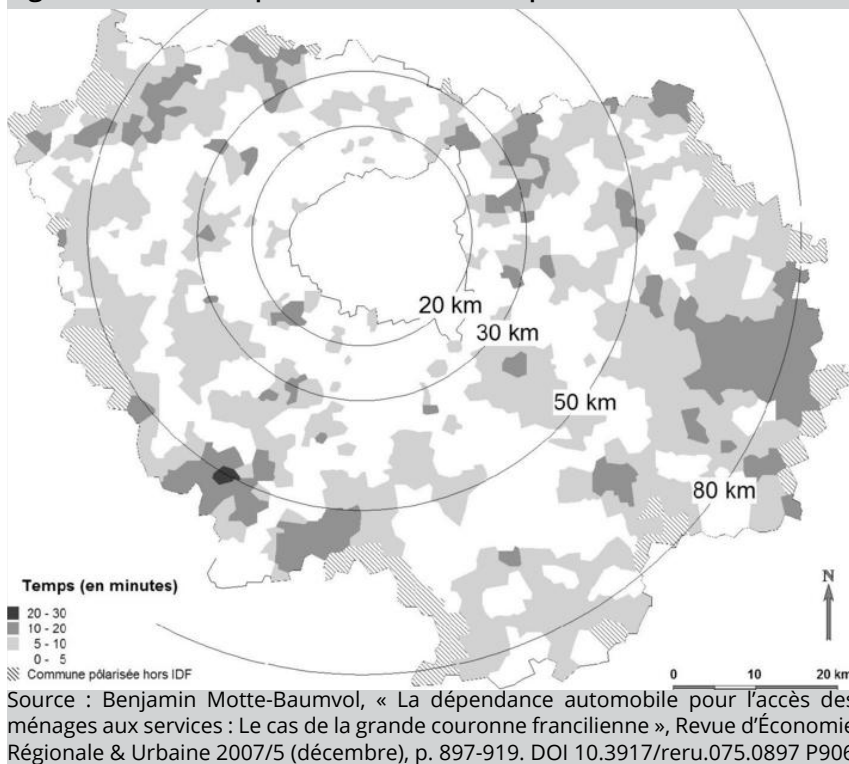 20 km
30 km
50 km
80 km
Temps (en minutes)
20 - 30
10 - 20
5 - 10
0 - 5
Commune pôlarisée hors IDF
N
0 10 20 km
Source : Benjamin Motte-Baumvol, « La dépendance automobile pour l'accès des
ménages aux services : Le cas de la grande couronne francilienne », Revue d'Économie
Régionale & Urbaine 2007/5 (décembre), p. 897-919. DOI 10.3917/reru.075.0897 P906